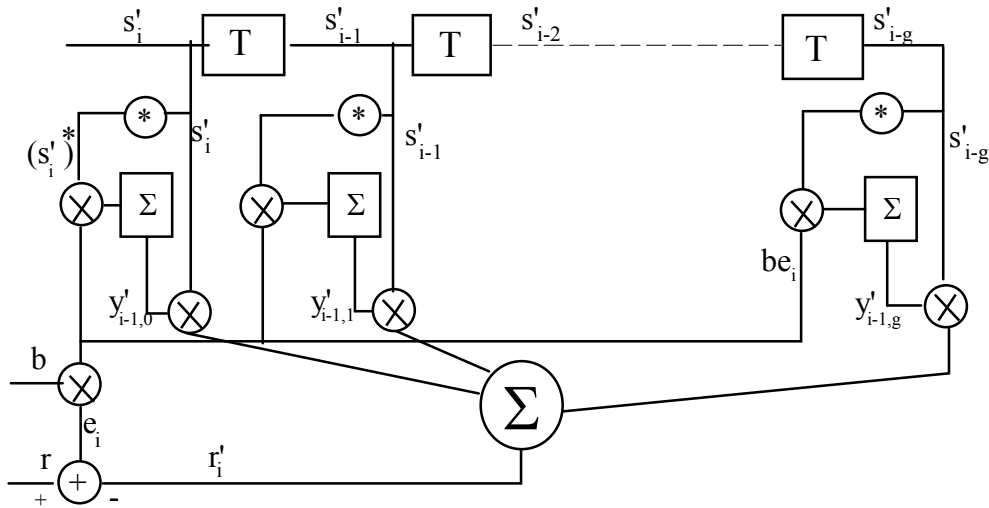 s'i T s'i-1 T s'i-2 T s'i-g
* * *
(s'i)* s'i s'i-1 s'i-g
Σ Σ Σ
bei
y'i-1,0 y'i-1,1 y'i-1,g
b
Σ
ei
r r'i
+
+ -